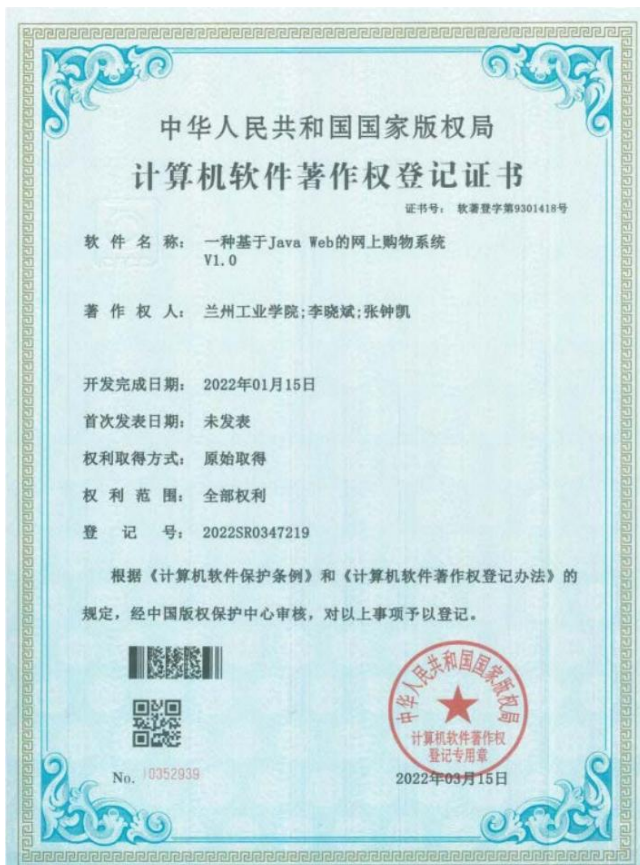 中华人民共和国国家版权局
计算机软件著作权登记证书
证书号： 软著登字第9301418号
软件名称： 一种基于Java Web的网上购物系统
V1.0
著作权人： 兰州工业学院;李晓斌;张钟凯
开发完成日期： 2022年01月15日
首次发表日期： 未发表
权利取得方式： 原始取得
权利范围： 全部权利
登记号： 2022SR0347219
根据《计算机软件保护条例》和《计算机软件著作权登记办法》的
规定，经中国版权保护中心审核，对以上事项予以登记。
中华人民共和国国家版权局
计算机软件著作权
登记专用章
No. 10352939
2022年03月15日